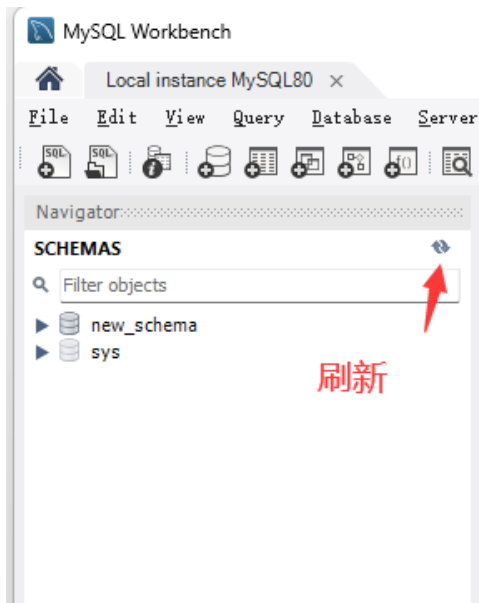 MySQL Workbench
Local instance MySQL80
File Edit View Query Database Server
SQL SQL
Navigator
SCHEMAS
Filter objects
new_schema
sys
刷新